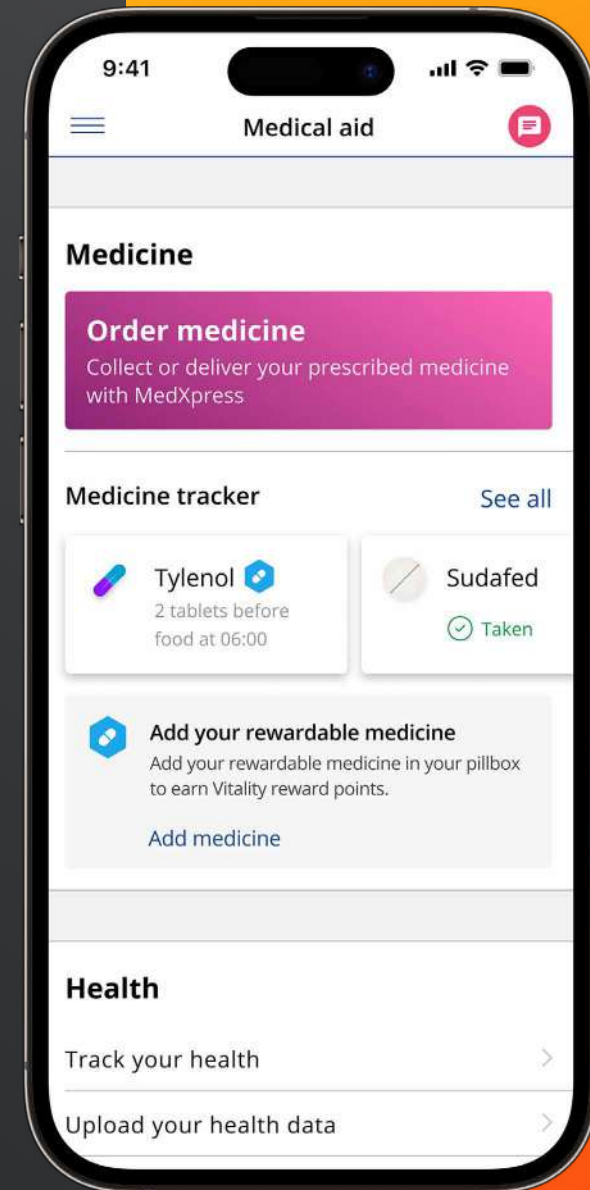 9:41
Medical aid
Medicine
Order medicine
Collect or deliver your prescribed medicine
with MedXpress
Medicine tracker
See all
Tylenol
2 tablets before
food at 06:00
Sudafed
Taken
Add your rewardable medicine
Add your rewardable medicine in your pillbox
to earn Vitality reward points.
Add medicine
Health
Track your health
Upload your health data